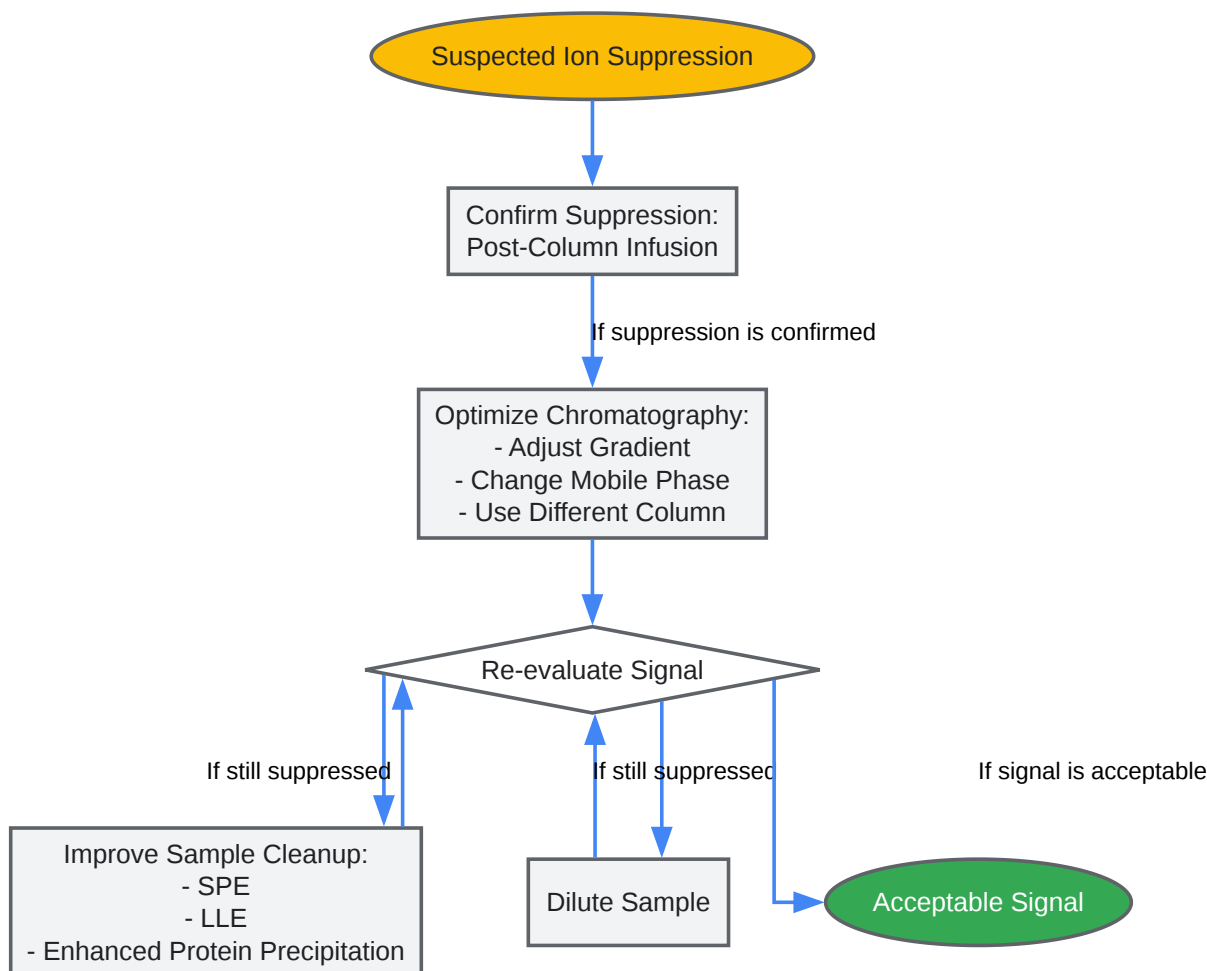 Suspected Ion Suppression
Confirm Suppression:
Post-Column Infusion
If suppression is confirmed
Optimize Chromatography:
- Adjust Gradient
- Change Mobile Phase
- Use Different Column
Re-evaluate Signal
If still suppressed
If still suppressed
If signal is acceptable
Improve Sample Cleanup:
- SPE
- LLE
- Enhanced Protein Precipitation
Dilute Sample
Acceptable Signal